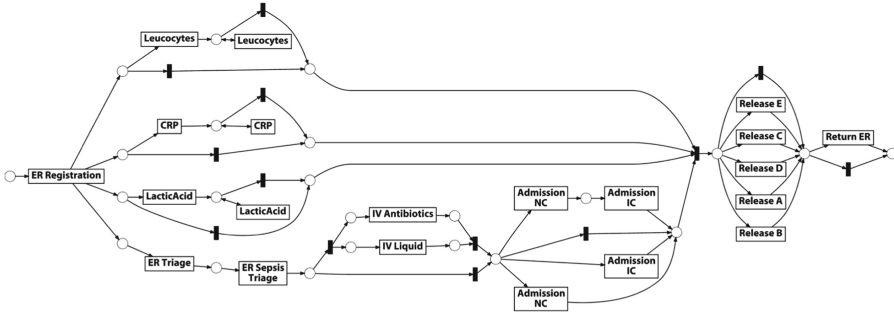 Leucocytes
Leucocytes
CRP
CRP
ER Registration
LacticAcid
LacticAcid
ER Triage
ER Sepsis
Triage
IV Antibiotics
IV Liquid
Admission
NC
Admission
IC
Admission
IC
Admission
NC
Release E
Release C
Release D
Release A
Release B
Return ER